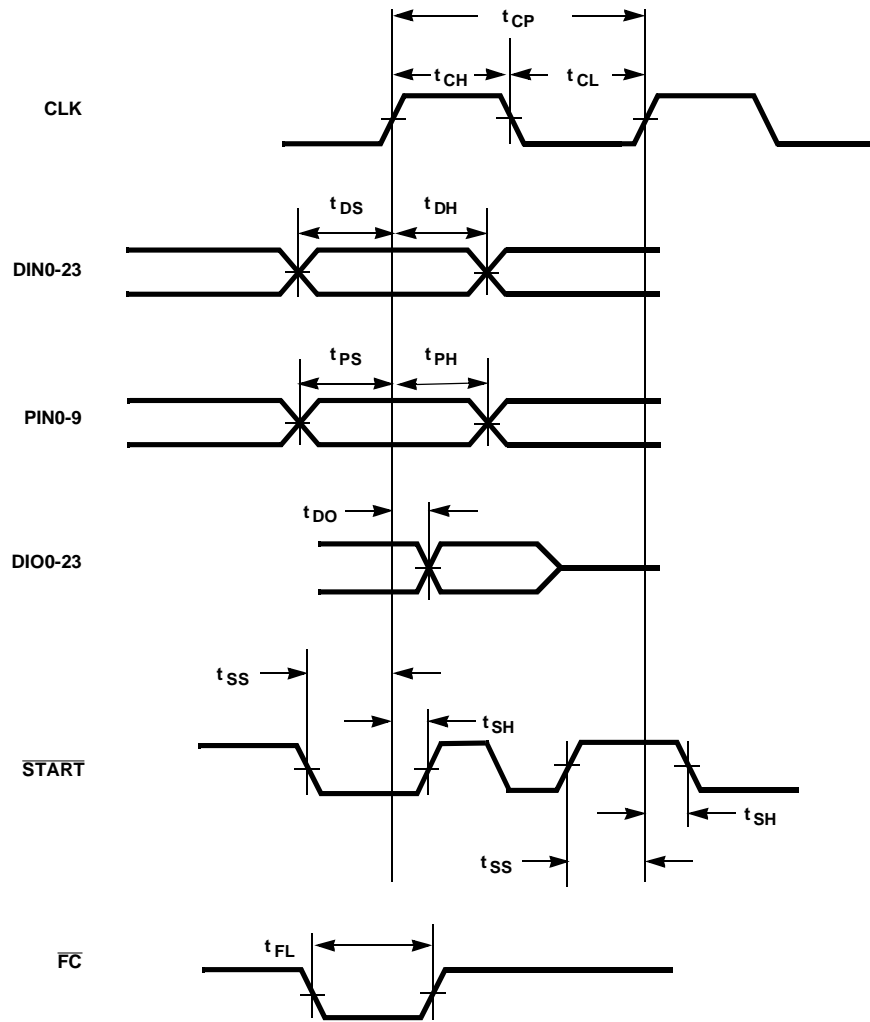 t CP
t CH
t CL
CLK
t DS
t DH
DIN0-23
t PS
t PH
PIN0-9
t DO
DIO0-23
t SS
t SH
START
t SH
t SS
t FL
FC